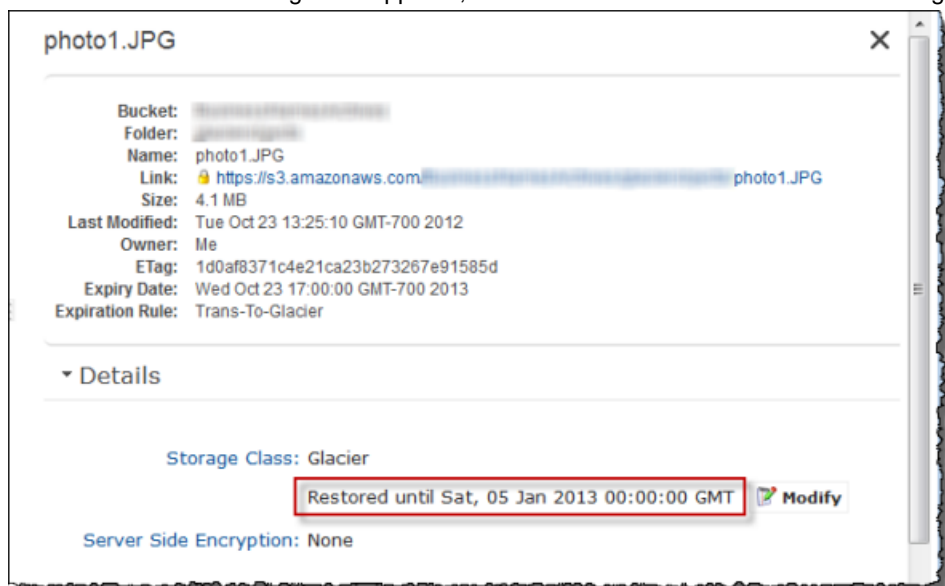 photo1.JPG
Bucket:
Folder:
Name: photo1.JPG
Link: https://s3.amazonaws.com/ photo1.JPG
Size: 4.1 MB
Last Modified: Tue Oct 23 13:25:10 GMT-700 2012
Owner: Me
ETag: 1d0af8371c4e21ca23b273267e91585d
Expiry Date: Wed Oct 23 17:00:00 GMT-700 2013
Expiration Rule: Trans-To-Glacier
Details
Storage Class: Glacier
Restored until Sat, 05 Jan 2013 00:00:00 GMT Modify
Server Side Encryption: None